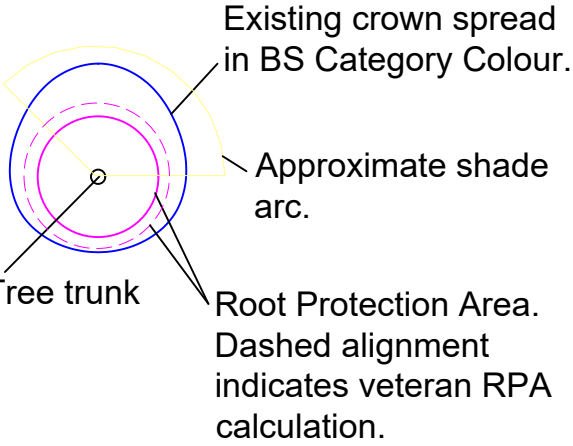 Existing crown spread
in BS Category Colour.
Approximate shade
arc.
Tree trunk
Root Protection Area.
Dashed alignment
indicates veteran RPA
calculation.